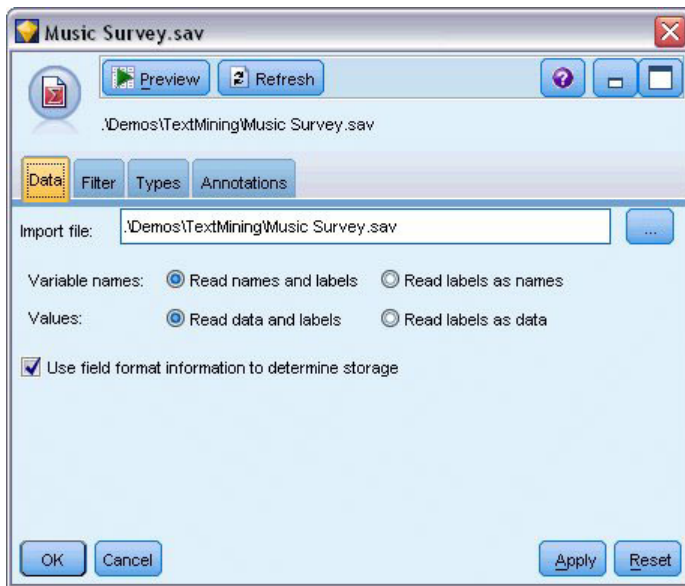 Music Survey.sav
Preview Refresh
.\Demos\TextMining\Music Survey.sav
Data Filter Types Annotations
Import file: .\Demos\TextMining\Music Survey.sav ...
Variable names: Read names and labels Read labels as names
Values: Read data and labels Read labels as data
Use field format information to determine storage
OK Cancel Apply Reset